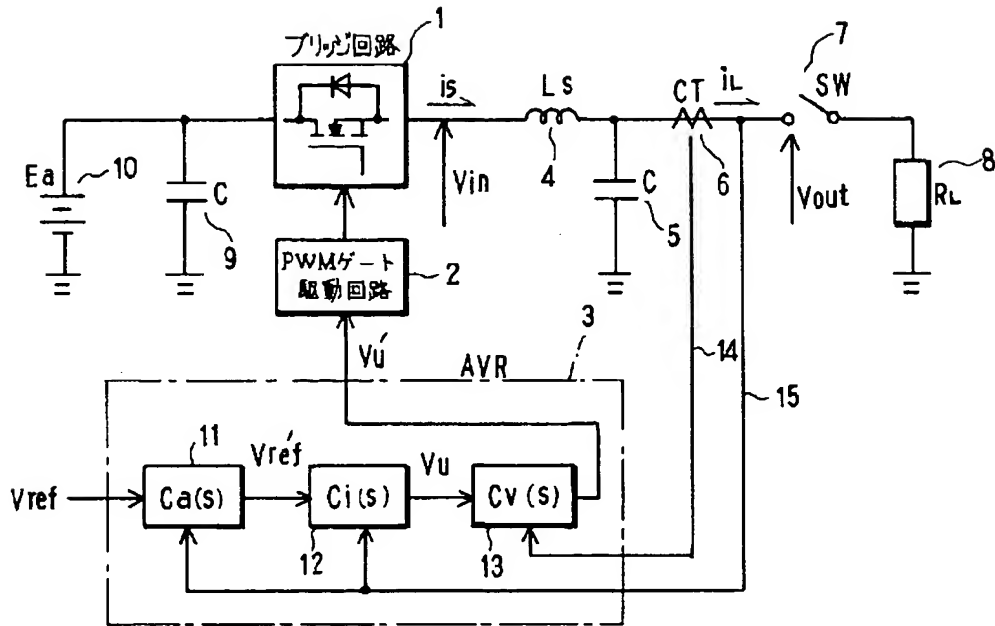 1
ブリッジ回路
7
is
Ls
CT
iL
SW
10
Ea
C
9
Vin
4
C
5
6
Vout
8
RL
PWMゲート
駆動回路
2
3
Vu′
AVR
14
15
11
Vre′f
Vu
Vref
Ca(s)
Ci(s)
Cv(s)
12
13